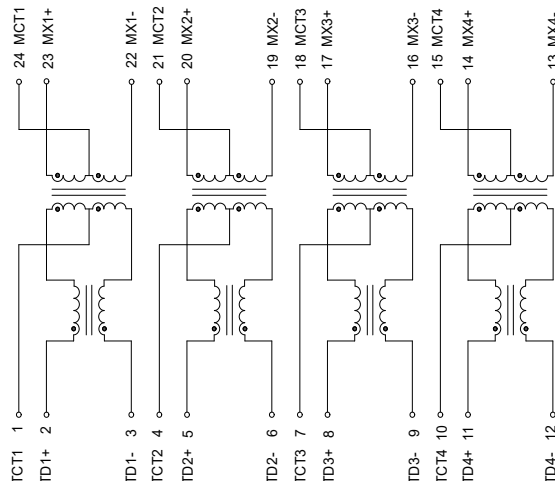 24 MCT1
23 MX1+
22 MX1-
21 MCT2
20 MX2+
19 MX2-
18 MCT3
17 MX3+
16 MX3-
15 MCT4
14 MX4+
13 MX4-
TCT1 1
TD1+ 2
TD1- 3
TCT2 4
TD2+ 5
TD2- 6
TCT3 7
TD3+ 8
TD3- 9
TCT4 10
TD4+ 11
TD4- 12